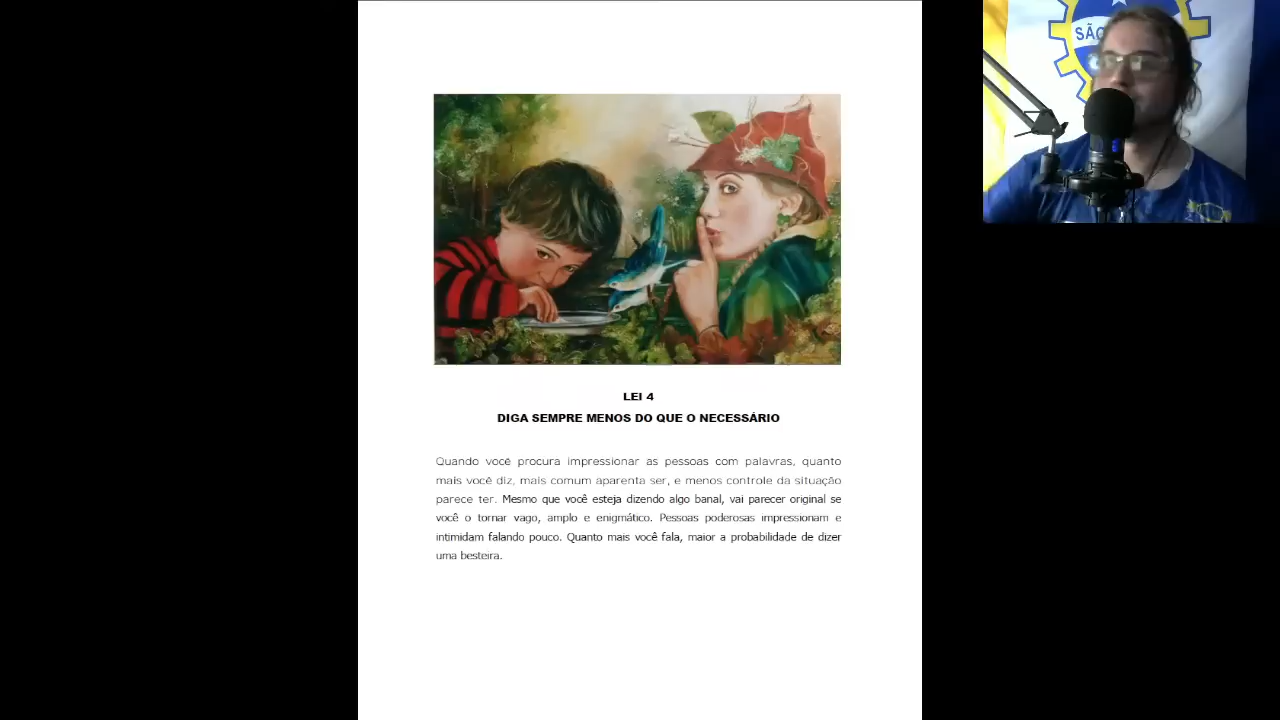 SÃO
LEI 4
DIGA SEMPRE MENOS DO QUE O NECESSÁRIO
Quando você procura impressionar as pessoas com palavras, quanto
mais você diz, mais comum aparenta ser, e menos controle da situação
parece ter. Mesmo que você esteja dizendo algo banal, vai parecer original se
você o tornar vago, amplo e enigmático. Pessoas poderosas impressionam e
intimidam falando pouco. Quanto mais você fala, maior a probabilidade de dizer
uma besteira.